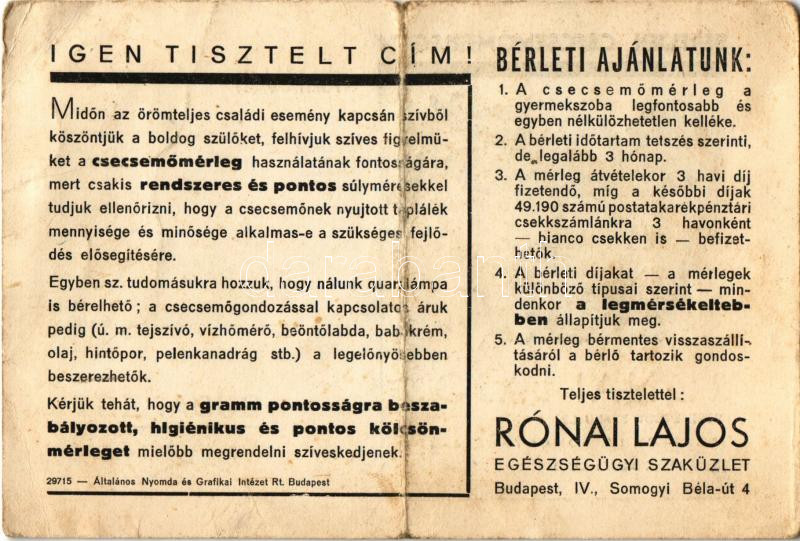 IGEN TISZTELT CÍM!
Midőn az örömteljes családi esemény kapcsán szívből
köszöntjük a boldog szülőket, felhívjuk szíves figyelmü-
ket a csecsemőmérleg használatának fontosságára,
mert csakis rendszeres és pontos súlymérésekkel
tudjuk ellenőrizni, hogy a csecsemőnek nyujtott táplálék
mennyisége és minősége alkalmas-e a szükséges fejlő-
dés elősegítésére.
Egyben sz. tudomásukra hozzuk, hogy nálunk quarzlámpa
is bérelhető; a csecsemőgondozással kapcsolatos áruk
pedig (ú. m. tejszívó, vízhőmérő, beöntőlabda, babakrém,
olaj, hintőpor, pelenkanadrág stb.) a legelőnyösebben
beszerezhetők.
Kérjük tehát, hogy a gramm pontosságra besza-
bályozott, higiénikus és pontos kölcsön-
mérleget mielőbb megrendelni szíveskedjenek.
29715 — Általános Nyomda és Grafikai Intézet Rt. Budapest
BÉRLETI AJÁNLATUNK:
1. A csecsemőmérleg a
gyermekszoba legfontosabb és
egyben nélkülözhetetlen kelléke.
2. A bérleti időtartam tetszés szerinti,
de legalább 3 hónap.
3. A mérleg átvételekor 3 havi díj
fizetendő, míg a későbbi díjak
49.190 számú postatakarékpénztári
csekkszámlánkra 3 havonként
— bianco csekken is — befizet-
hetők.
4. A bérleti díjakat — a mérlegek
különböző típusai szerint — min-
denkor a legmérsékelteb-
ben állapítjuk meg.
5. A mérleg bérmentes visszaszállí-
tásáról a bérlő tartozik gondos-
kodni.
Teljes tisztelettel:
RÓNAI LAJOS
EGÉSZSÉGÜGYI SZAKÜZLET
Budapest, IV., Somogyi Béla-út 4
darabanth